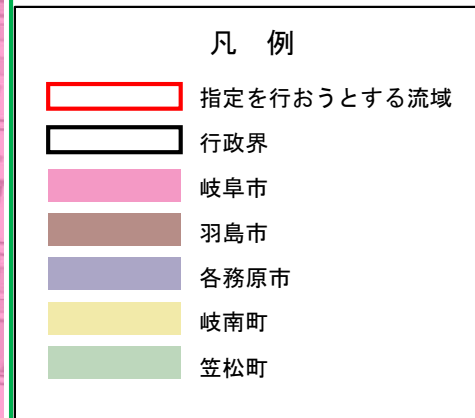 凡 例
指定を行おうとする流域
行政界
岐阜市
羽島市
各務原市
岐南町
笠松町